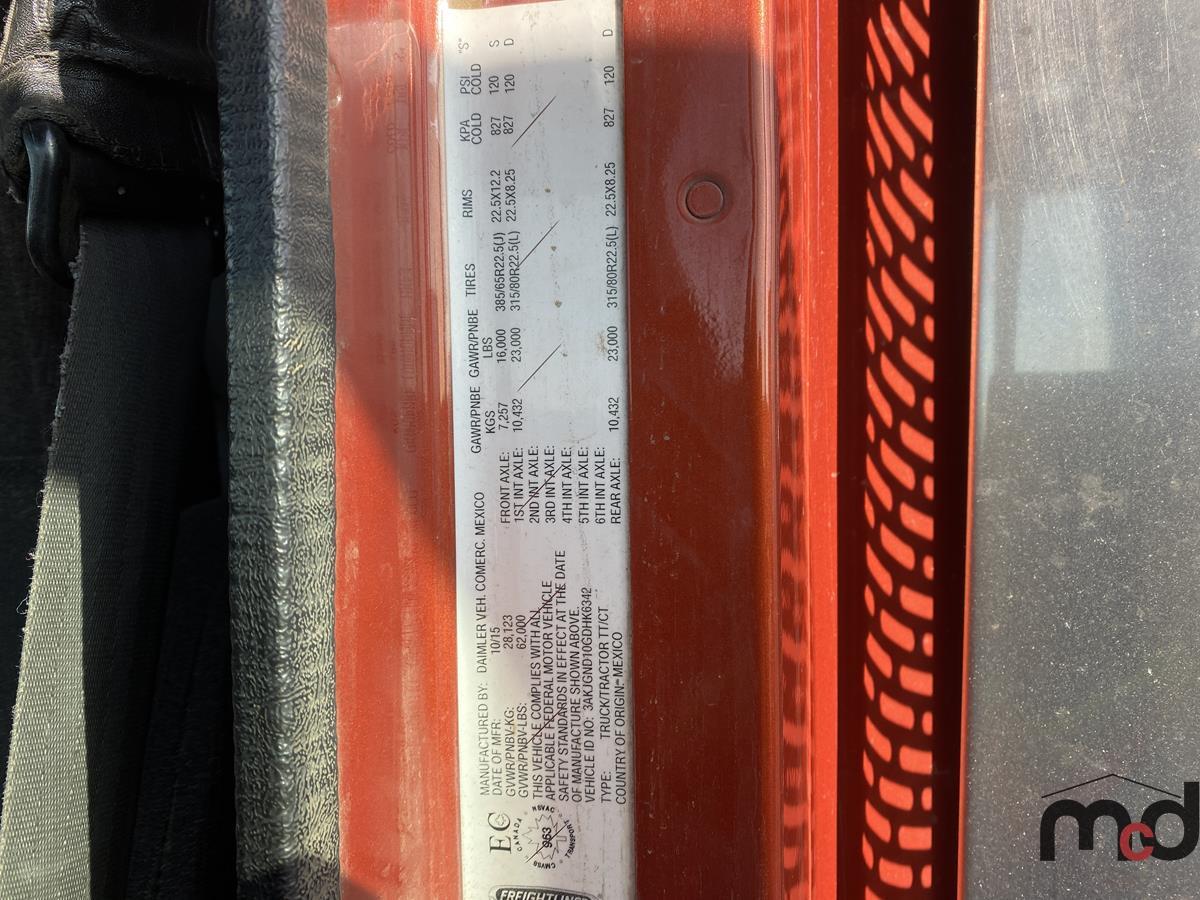 FREIGHTLINER
EC
CANADA
CMVSS
NSVAC
963
TRANSPORT
MANUFACTURED BY: DAIMLER VEH. COMERC. MEXICO
DATE OF MFR: 10/15
GVWR/PNBV-KG: 28,123
GVWR/PNBV-LBS: 62,000
THIS VEHICLE COMPLIES WITH ALL
APPLICABLE FEDERAL MOTOR VEHICLE
SAFETY STANDARDS IN EFFECT AT THE DATE
OF MANUFACTURE SHOWN ABOVE.
VEHICLE ID NO: 3AKJGND10GDHK6342
TYPE: TRUCK/TRACTOR TT/CT
COUNTRY OF ORIGIN-MEXICO
GAWR/PNBE GAWR/PNBE TIRES RIMS KPA PSI "S"
KGS LBS COLD COLD
FRONT AXLE: 7,257 16,000 385/65R22.5(J) 22.5X12.2 827 120 S
1ST INT AXLE: 10,432 23,000 315/80R22.5(L) 22.5X8.25 827 120 D
2ND INT AXLE:
3RD INT AXLE:
4TH INT AXLE:
5TH INT AXLE:
6TH INT AXLE:
REAR AXLE: 10,432 23,000 315/80R22.5(L) 22.5X8.25 827 120 D
mcd